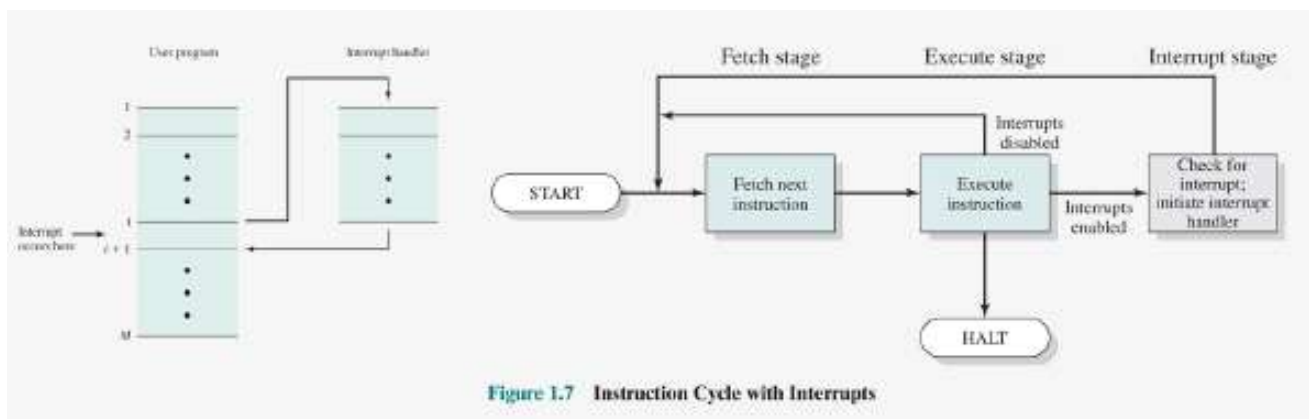 User program
Interrupt handler
1
2
i
Interrupt
occurs here
i + 1
M
Fetch stage
Execute stage
Interrupt stage
START
Fetch next
instruction
Execute
instruction
Interrupts
disabled
Interrupts
enabled
Check for
interrupt;
initiate interrupt
handler
HALT
Figure 1.7 Instruction Cycle with Interrupts